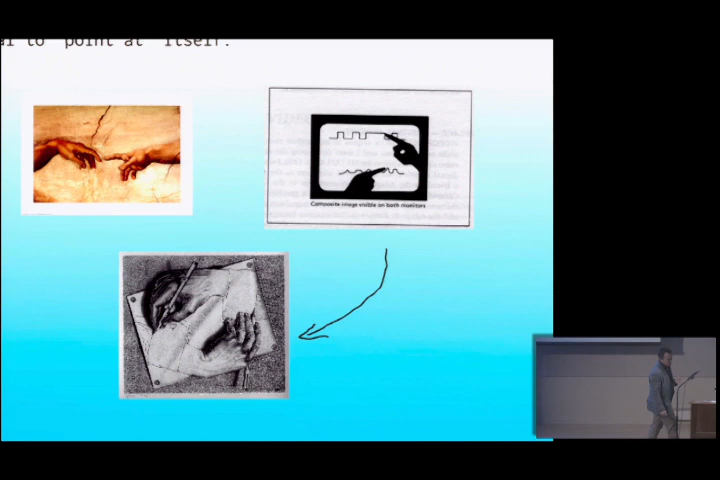 to "point at" itself.
Composite image visible on both monitors